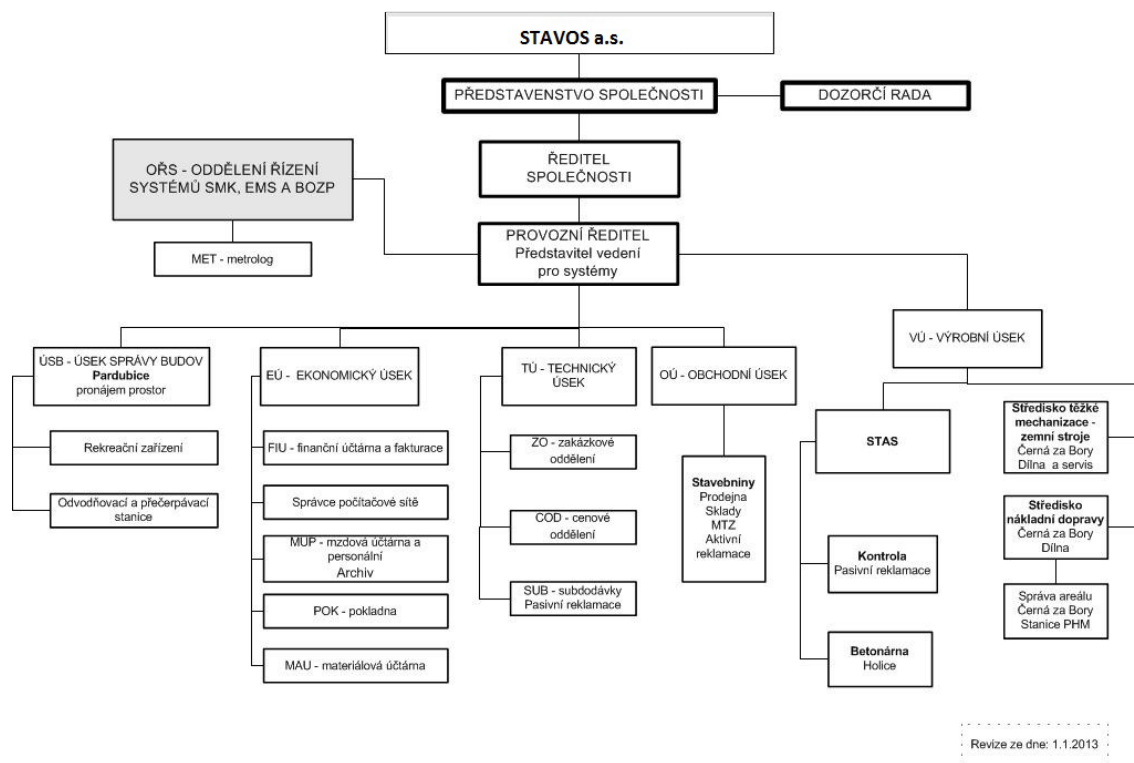 STAVOS a.s.
PŘEDSTAVENSTVO SPOLEČNOSTI
DOZORČÍ RADA
ŘEDITEL
SPOLEČNOSTI
OŘS - ODDĚLENÍ ŘÍZENÍ
SYSTÉMŮ SMK, EMS A BOZP
MET - metrolog
PROVOZNÍ ŘEDITEL
Představitel vedení
pro systémy
ÚSB - ÚSEK SPRÁVY BUDOV
Pardubice
pronájem prostor
Rekreační zařízení
Odvodňovací a přečerpávací
stanice
EÚ - EKONOMICKÝ ÚSEK
FIU - finanční účtárna a fakturace
Správce počítačové sítě
MUP - mzdová účtárna a
personální
Archiv
POK - pokladna
MAU - materiálová účtárna
TÚ - TECHNICKÝ
ÚSEK
ZO - zakázkové
oddělení
COD - cenové
oddělení
SUB - subdodávky
Pasivní reklamace
OÚ - OBCHODNÍ ÚSEK
Stavebniny
Prodejna
Sklady
MTZ
Aktivní
reklamace
VÚ - VÝROBNÍ ÚSEK
STAS
Kontrola
Pasivní reklamace
Betonárna
Holice
Středisko těžké
mechanizace -
zemní stroje
Černá za Bory
Dílna a servis
Středisko
nákladní dopravy
Černá za Bory
Dílna
Správa areálu
Černá za Bory
Stanice PHM
Revize ze dne: 1.1.2013